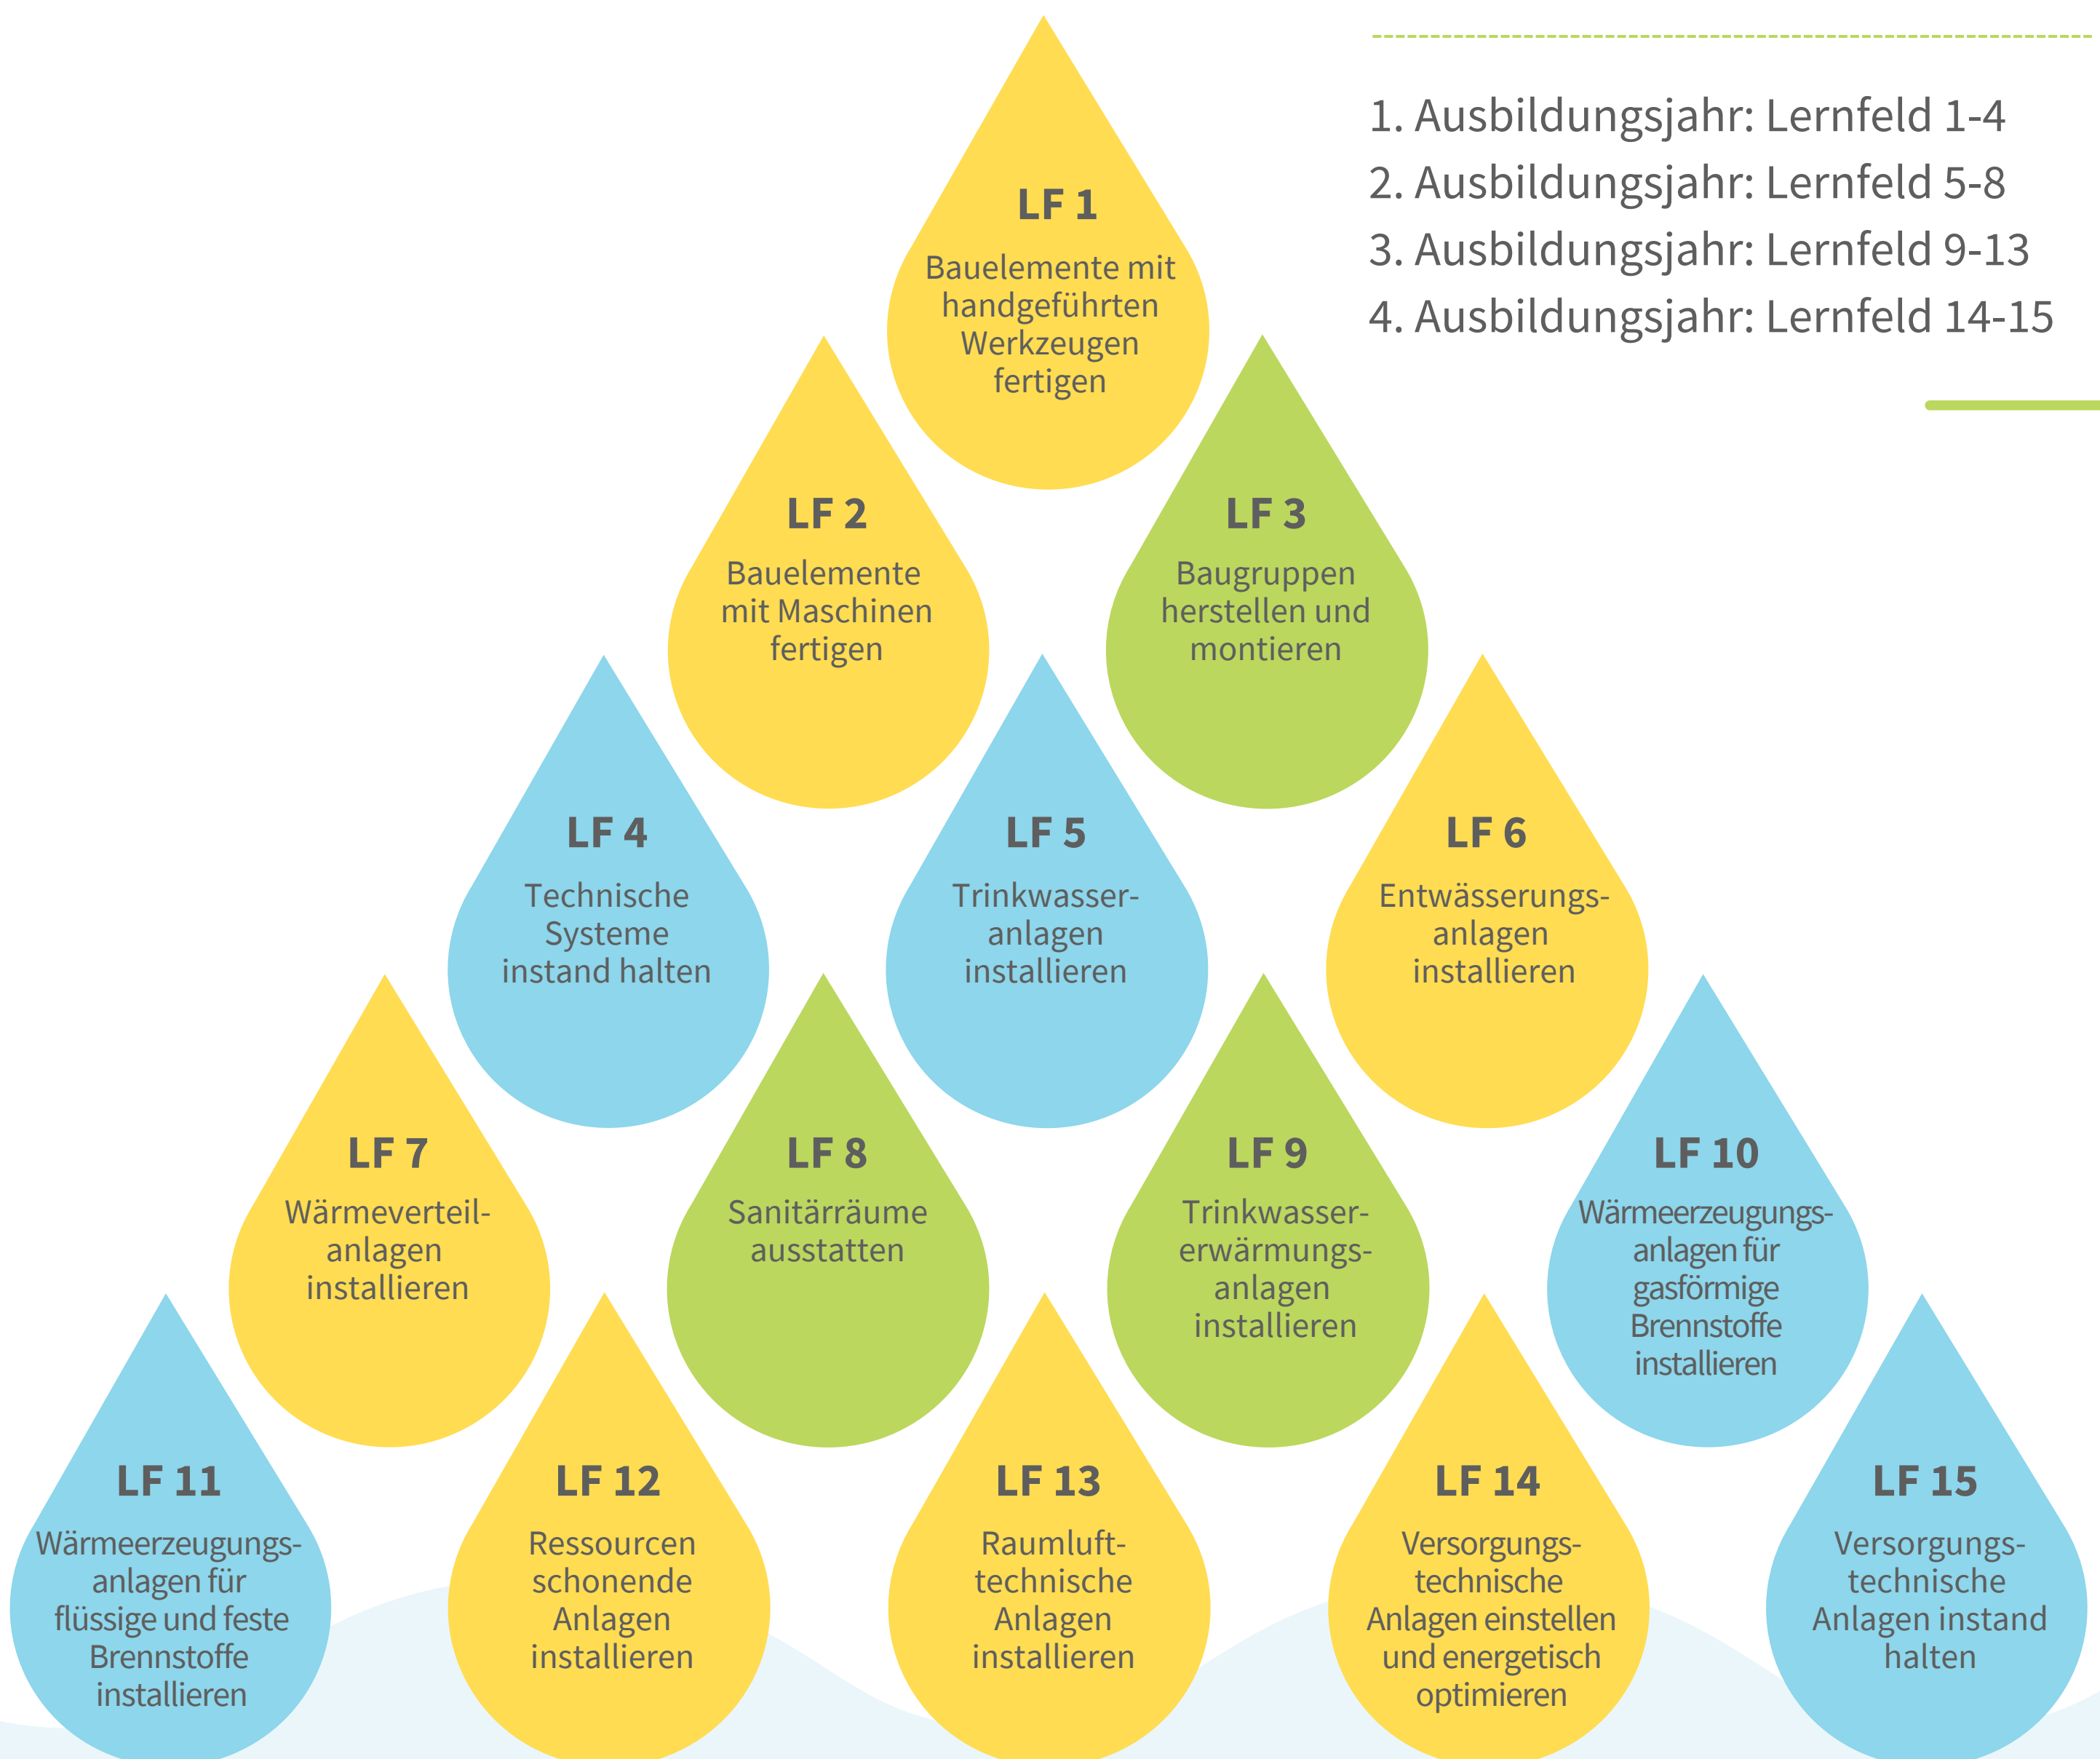 1. Ausbildungsjahr: Lernfeld 1-4
2. Ausbildungsjahr: Lernfeld 5-8
3. Ausbildungsjahr: Lernfeld 9-13
4. Ausbildungsjahr: Lernfeld 14-15
LF 1
Bauelemente mit
handgeführten
Werkzeugen
fertigen
LF 2
Bauelemente
mit Maschinen
fertigen
LF 3
Baugruppen
herstellen und
montieren
LF 4
Technische
Systeme
instand halten
LF 5
Trinkwasser-
anlagen
installieren
LF 6
Entwässerungs-
anlagen
installieren
LF 7
Wärmeverteil-
anlagen
installieren
LF 8
Sanitärräume
ausstatten
LF 9
Trinkwasser-
erwärmungs-
anlagen
installieren
LF 10
Wärmeerzeugungs-
anlagen für
gasförmige
Brennstoffe
installieren
LF 11
Wärmeerzeugungs-
anlagen für
flüssige und feste
Brennstoffe
installieren
LF 12
Ressourcen
schonende
Anlagen
installieren
LF 13
Raumluft-
technische
Anlagen
installieren
LF 14
Versorgungs-
technische
Anlagen einstellen
und energetisch
optimieren
LF 15
Versorgungs-
technische
Anlagen instand
halten